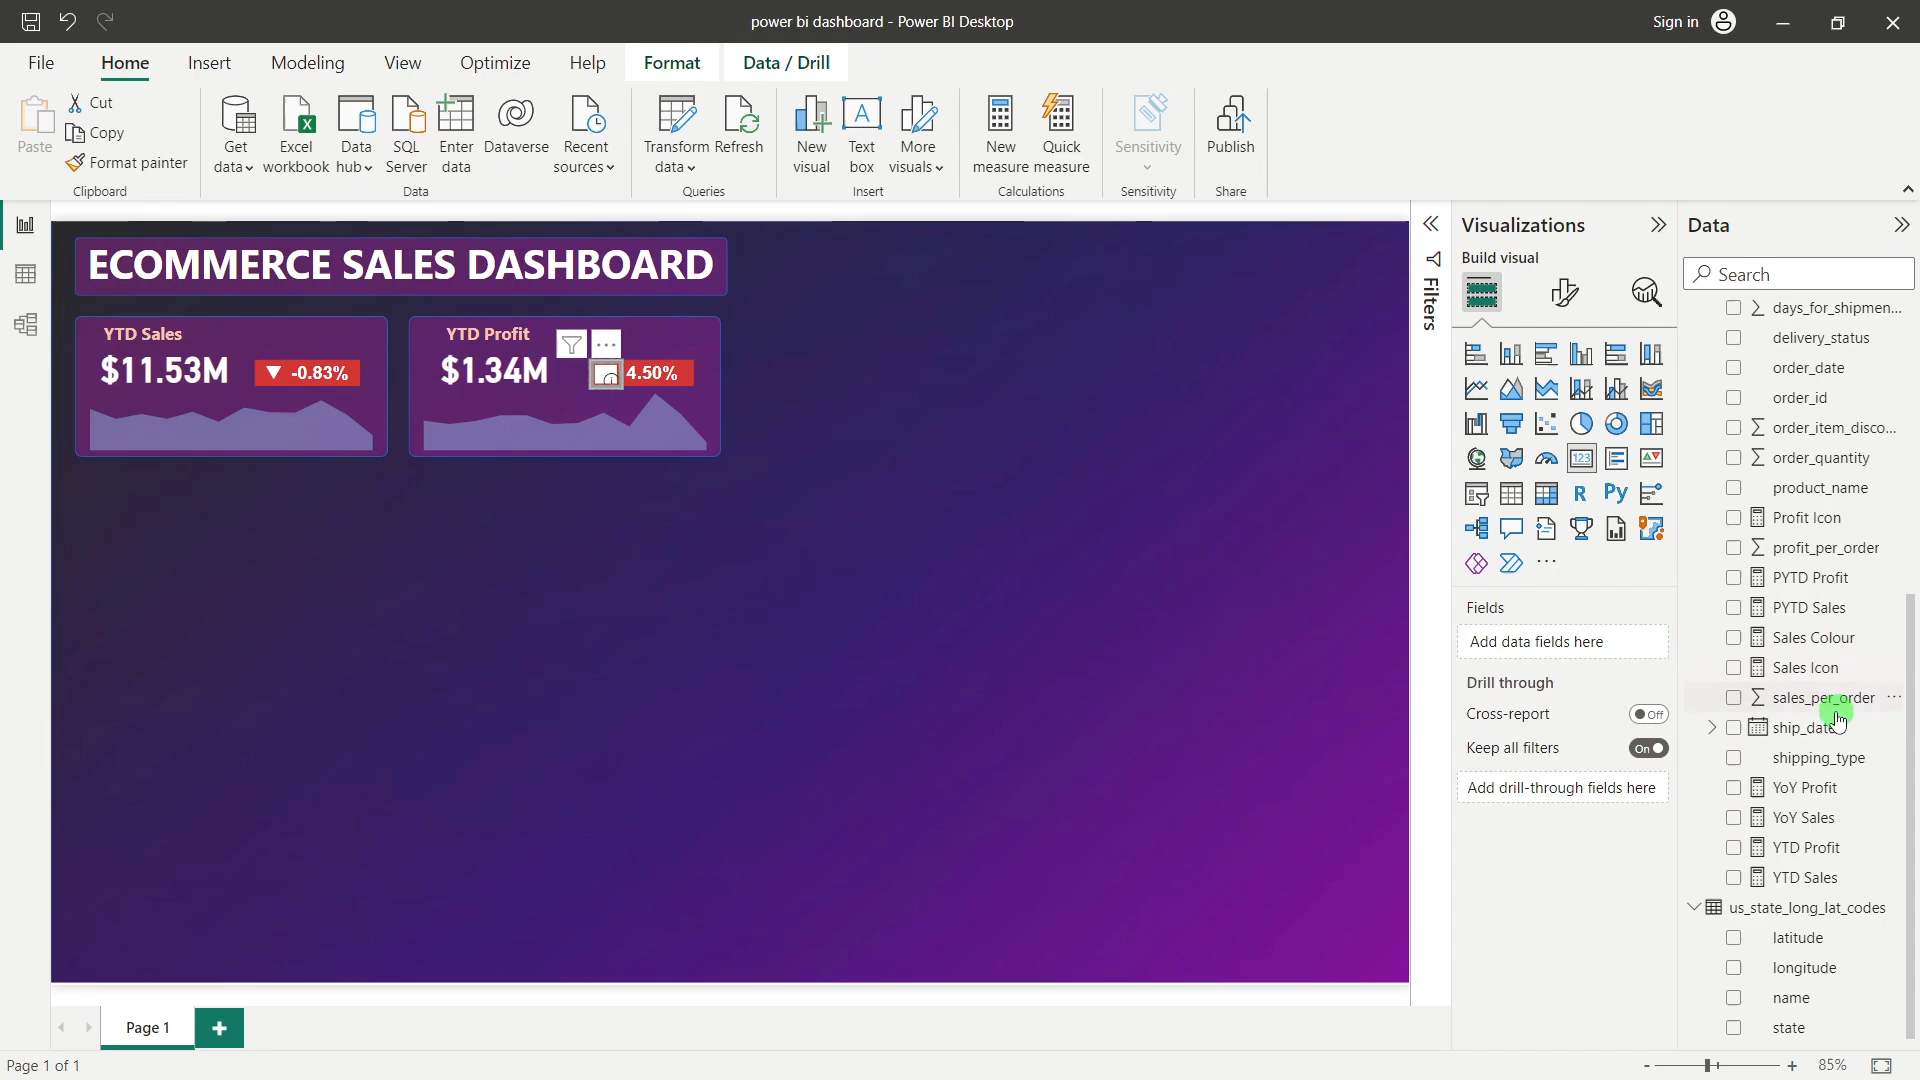 power bi dashboard - Power BI Desktop
Sign in
File Home Insert Modeling View Optimize Help Format Data / Drill
Paste
Cut
Copy
Format painter
Clipboard
Get data
Excel workbook
Data hub
SQL Server
Enter data
Dataverse
Recent sources
Data
Transform data
Refresh
Queries
New visual
Text box
More visuals
Insert
New measure
Quick measure
Calculations
Sensitivity
Sensitivity
Publish
Share
ECOMMERCE SALES DASHBOARD
YTD Sales
$11.53M
▼ -0.83%
YTD Profit
$1.34M
4.50%
Filters
Visualizations
Build visual
123
R
Py
Fields
Add data fields here
Drill through
Cross-report
Off
Keep all filters
On
Add drill-through fields here
Data
Search
days_for_shipmen...
delivery_status
order_date
order_id
order_item_disco...
order_quantity
product_name
Profit Icon
profit_per_order
PYTD Profit
PYTD Sales
Sales Colour
Sales Icon
sales_per_order
ship_date
shipping_type
YoY Profit
YoY Sales
YTD Profit
YTD Sales
us_state_long_lat_codes
latitude
longitude
name
state
Page 1
Page 1 of 1
85%